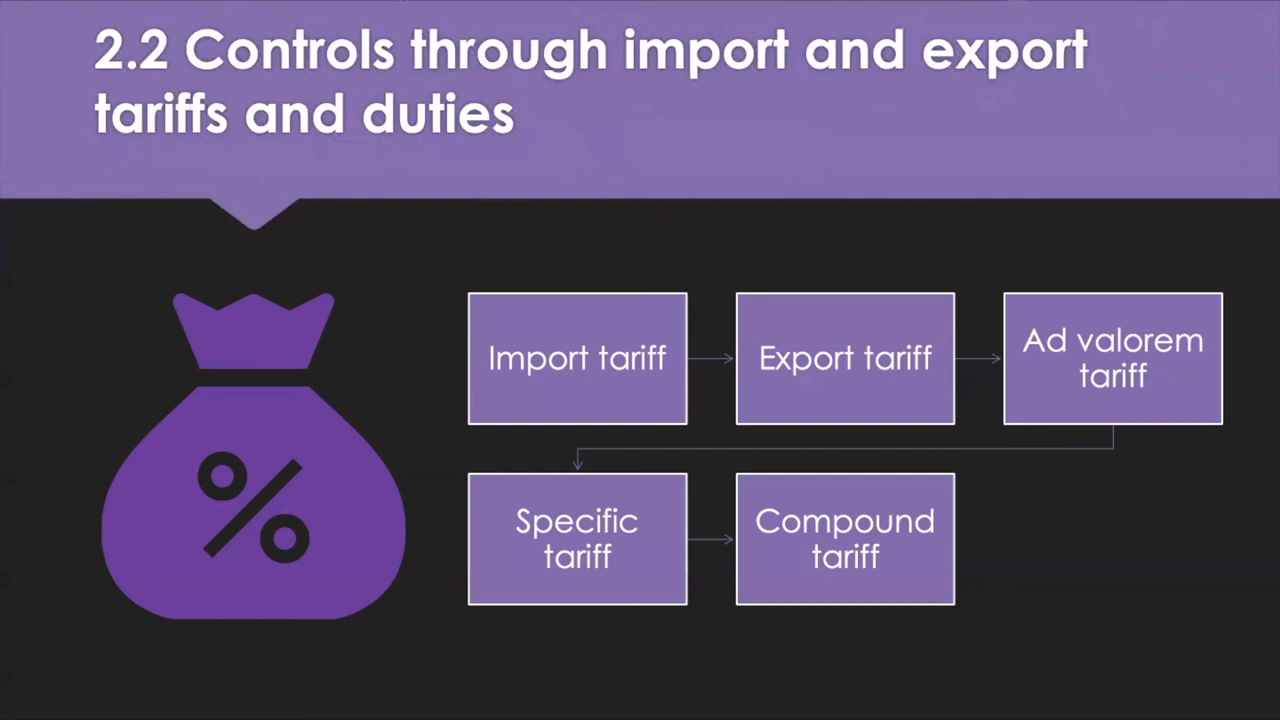 2.2 Controls through import and export
tariffs and duties
Import tariff
Export tariff
Ad valorem
tariff
%
Specific
tariff
Compound
tariff